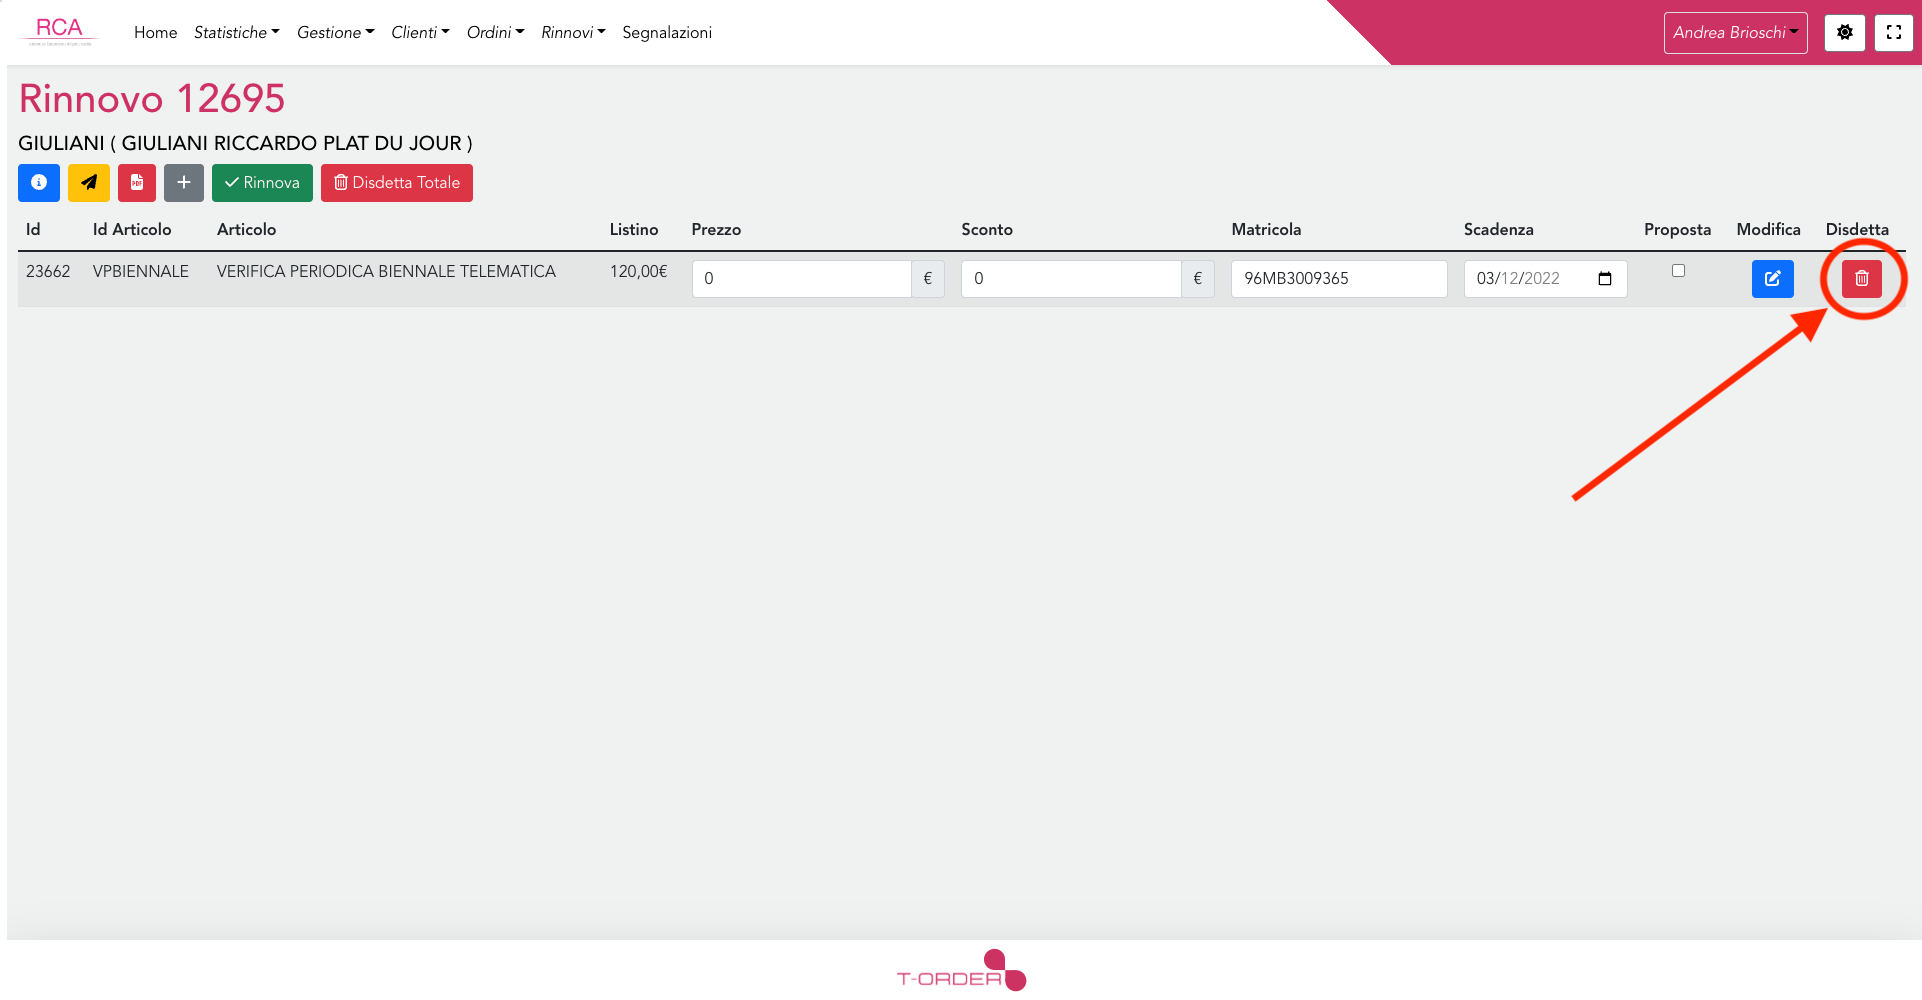 RCA
Home Statistiche Gestione Clienti Ordini Rinnovi Segnalazioni
Andrea Brioschi
Rinnovo 12695
GIULIANI ( GIULIANI RICCARDO PLAT DU JOUR )
PDF
Rinnova
Disdetta Totale
Id Id Articolo Articolo Listino Prezzo Sconto Matricola Scadenza Proposta Modifica Disdetta
23662 VPBIENNALE VERIFICA PERIODICA BIENNALE TELEMATICA 120,00€ 0 € 0 € 96MB3009365 03/12/2022
T-ORDER